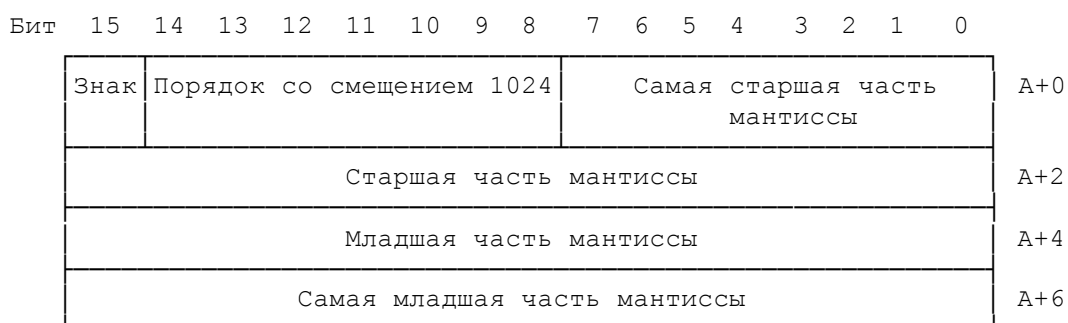 Бит 15 14 13 12 11 10 9 8 7 6 5 4 3 2 1 0
Знак Порядок со смещением 1024 Самая старшая часть A+0
мантиссы
Старшая часть мантиссы A+2
Младшая часть мантиссы A+4
Самая младшая часть мантиссы A+6